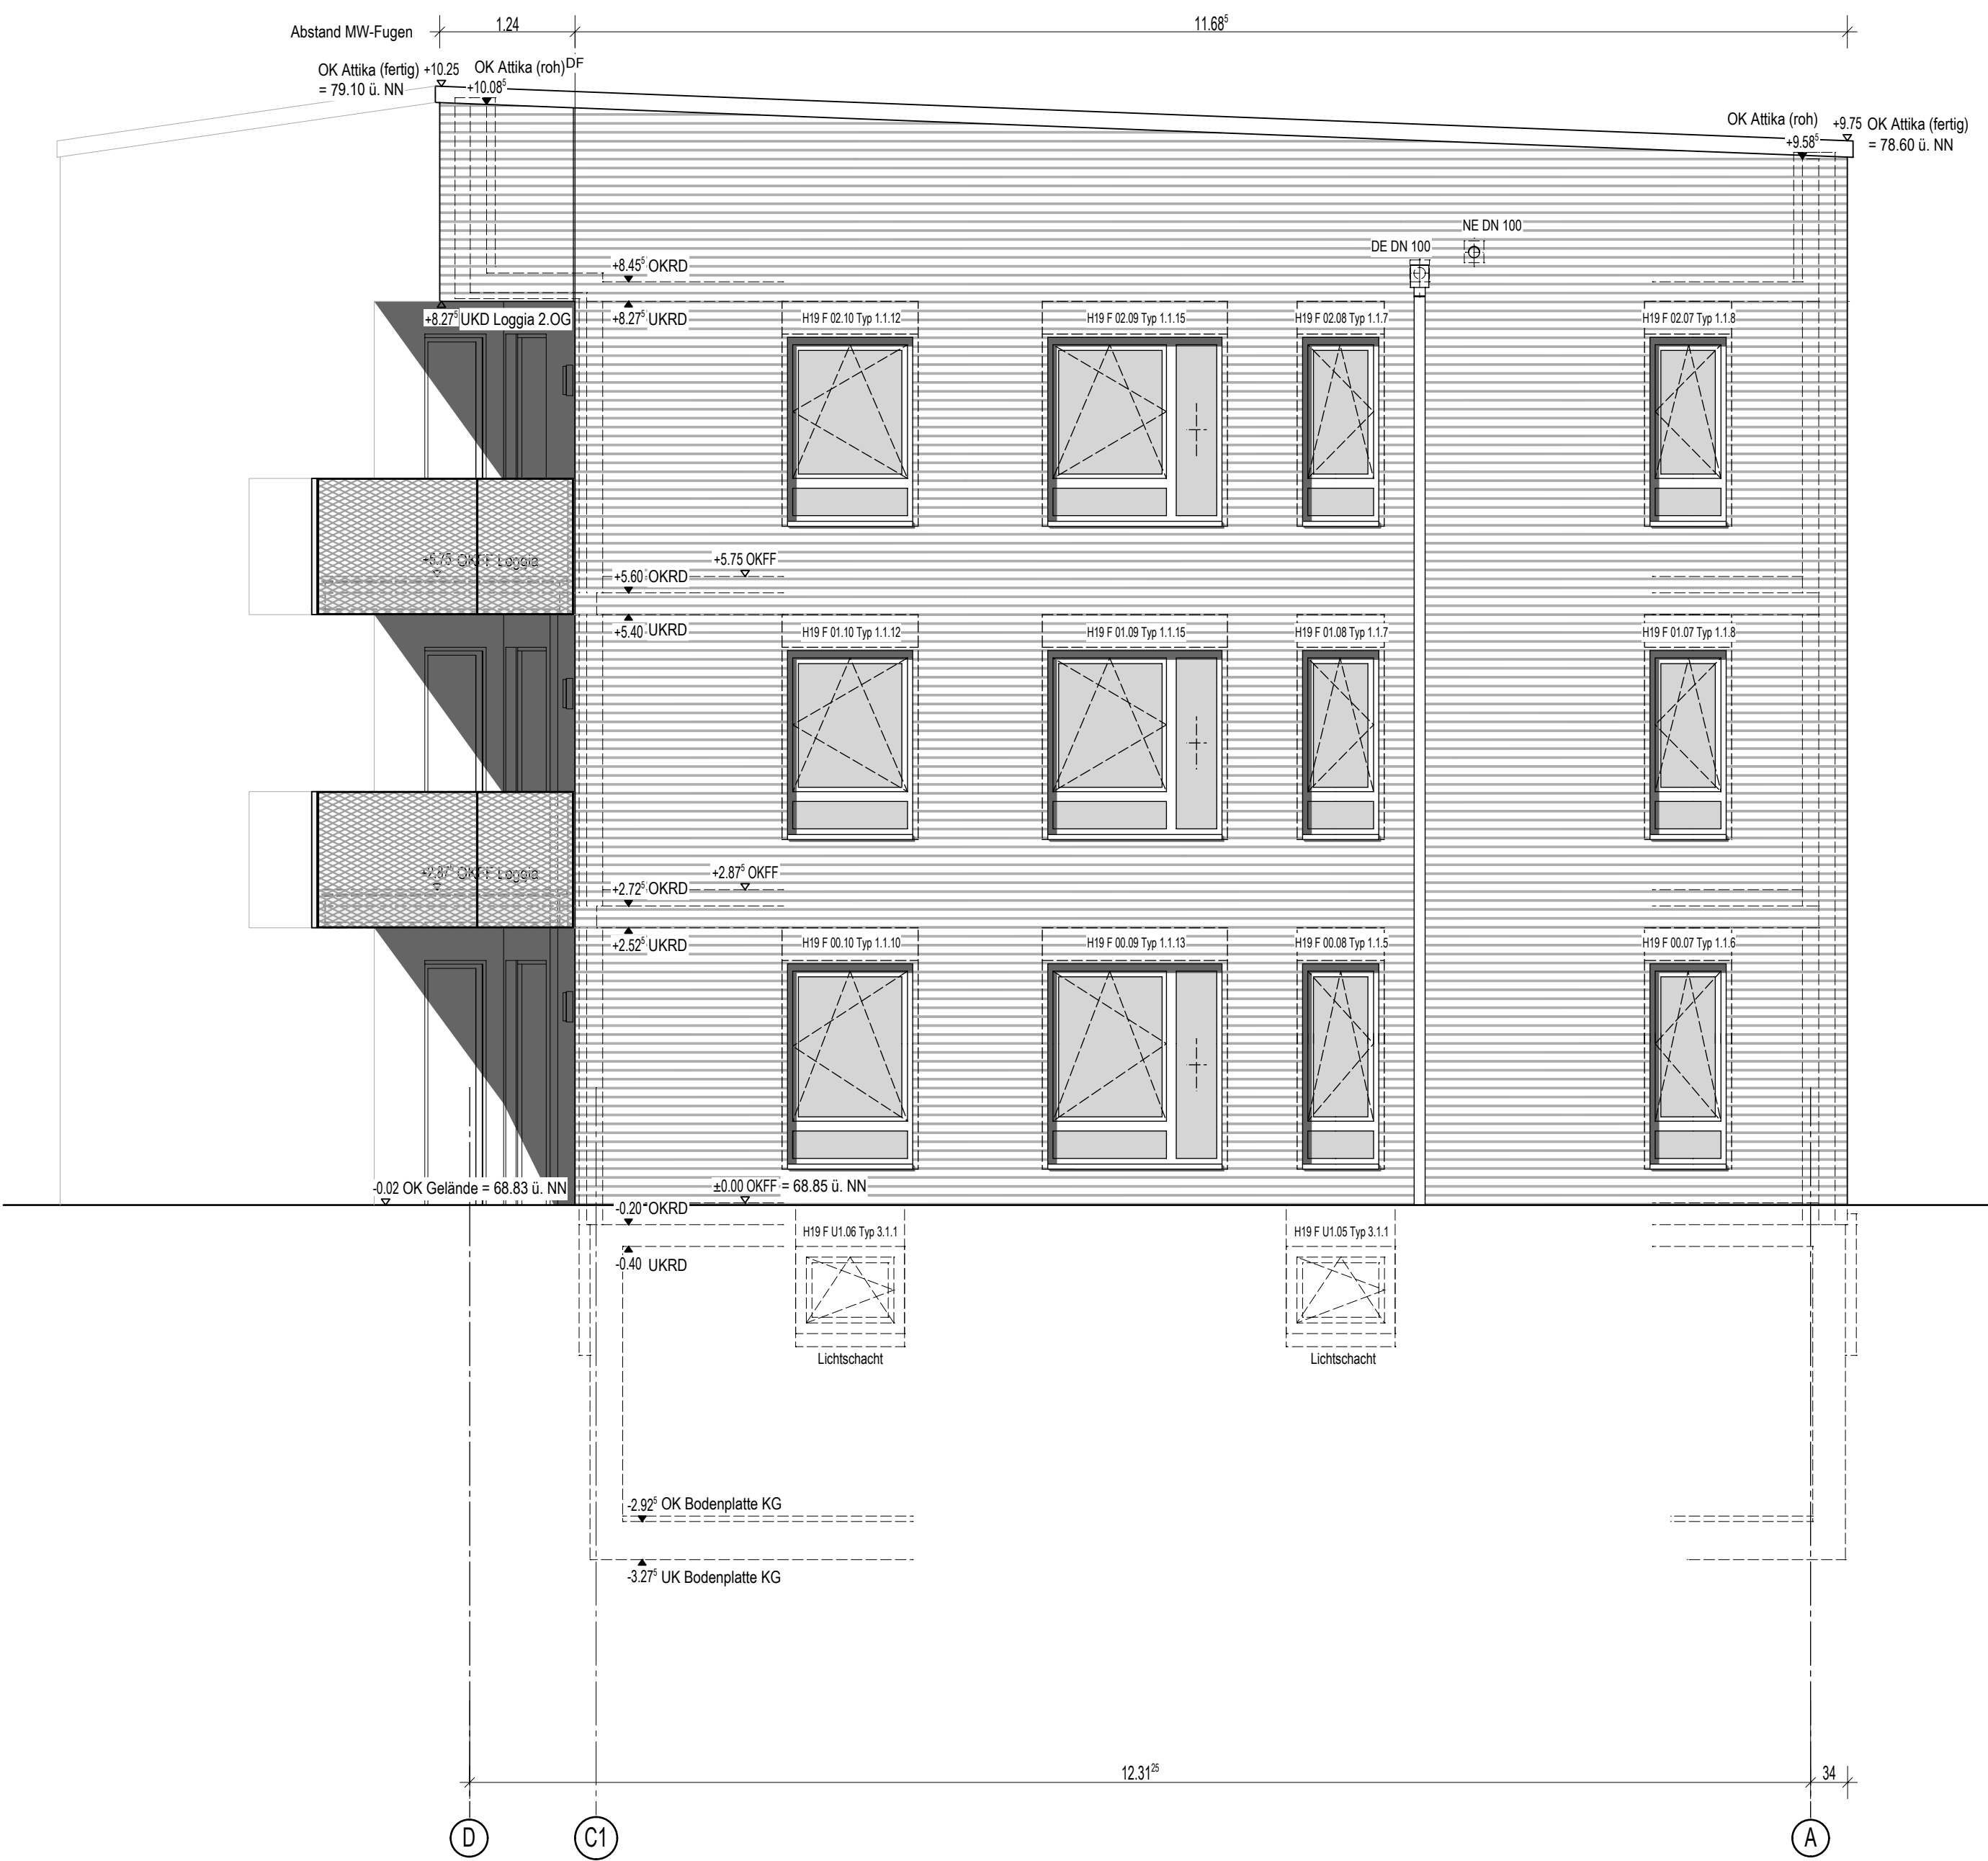 Abstand MW-Fugen
1.24
11.68⁵
OK Attika (fertig) +10.25
= 79.10 ü. NN
OK Attika (roh)
DF
+10.08⁵
OK Attika (roh)
+9.58⁵
+9.75 OK Attika (fertig)
= 78.60 ü. NN
NE DN 100
DE DN 100
+8.45⁵ OKRD
+8.27⁵ UKD Loggia 2.OG
+8.27⁵ UKRD
H19 F 02.10 Typ 1.1.12
H19 F 02.09 Typ 1.1.15
H19 F 02.08 Typ 1.1.7
H19 F 02.07 Typ 1.1.8
+5.75 OKFF Loggia
+5.75 OKFF
+5.60 OKRD
+5.40 UKRD
H19 F 01.10 Typ 1.1.12
H19 F 01.09 Typ 1.1.15
H19 F 01.08 Typ 1.1.7
H19 F 01.07 Typ 1.1.8
+2.87⁵ OKFF Loggia
+2.87⁵ OKFF
+2.72⁵ OKRD
+2.52⁵ UKRD
H19 F 00.10 Typ 1.1.10
H19 F 00.09 Typ 1.1.13
H19 F 00.08 Typ 1.1.5
H19 F 00.07 Typ 1.1.6
-0.02 OK Gelände = 68.83 ü. NN
±0.00 OKFF = 68.85 ü. NN
-0.20 OKRD
-0.40 UKRD
H19 F U1.06 Typ 3.1.1
H19 F U1.05 Typ 3.1.1
Lichtschacht
Lichtschacht
-2.92⁵ OK Bodenplatte KG
-3.27⁵ UK Bodenplatte KG
12.31²⁵
34
D
C1
A